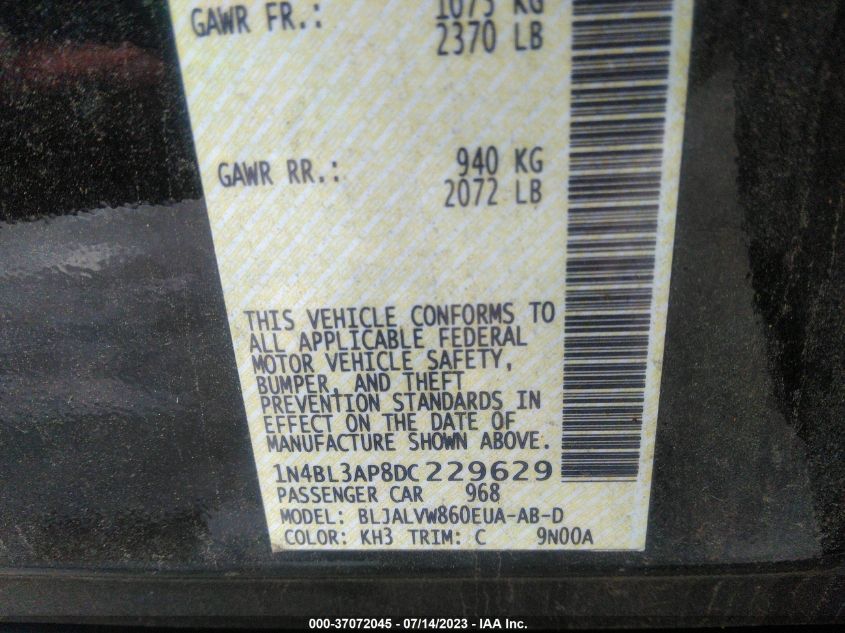 GAWR FR.: 1075 KG
2370 LB
GAWR RR.: 940 KG
2072 LB
THIS VEHICLE CONFORMS TO
ALL APPLICABLE FEDERAL
MOTOR VEHICLE SAFETY,
BUMPER, AND THEFT
PREVENTION STANDARDS IN
EFFECT ON THE DATE OF
MANUFACTURE SHOWN ABOVE.
1N4BL3AP8DC229629
PASSENGER CAR 968
MODEL: BLJALVW860EUA-AB-D
COLOR: KH3 TRIM: C 9N00A
000-37072045 - 07/14/2023 - IAA Inc.